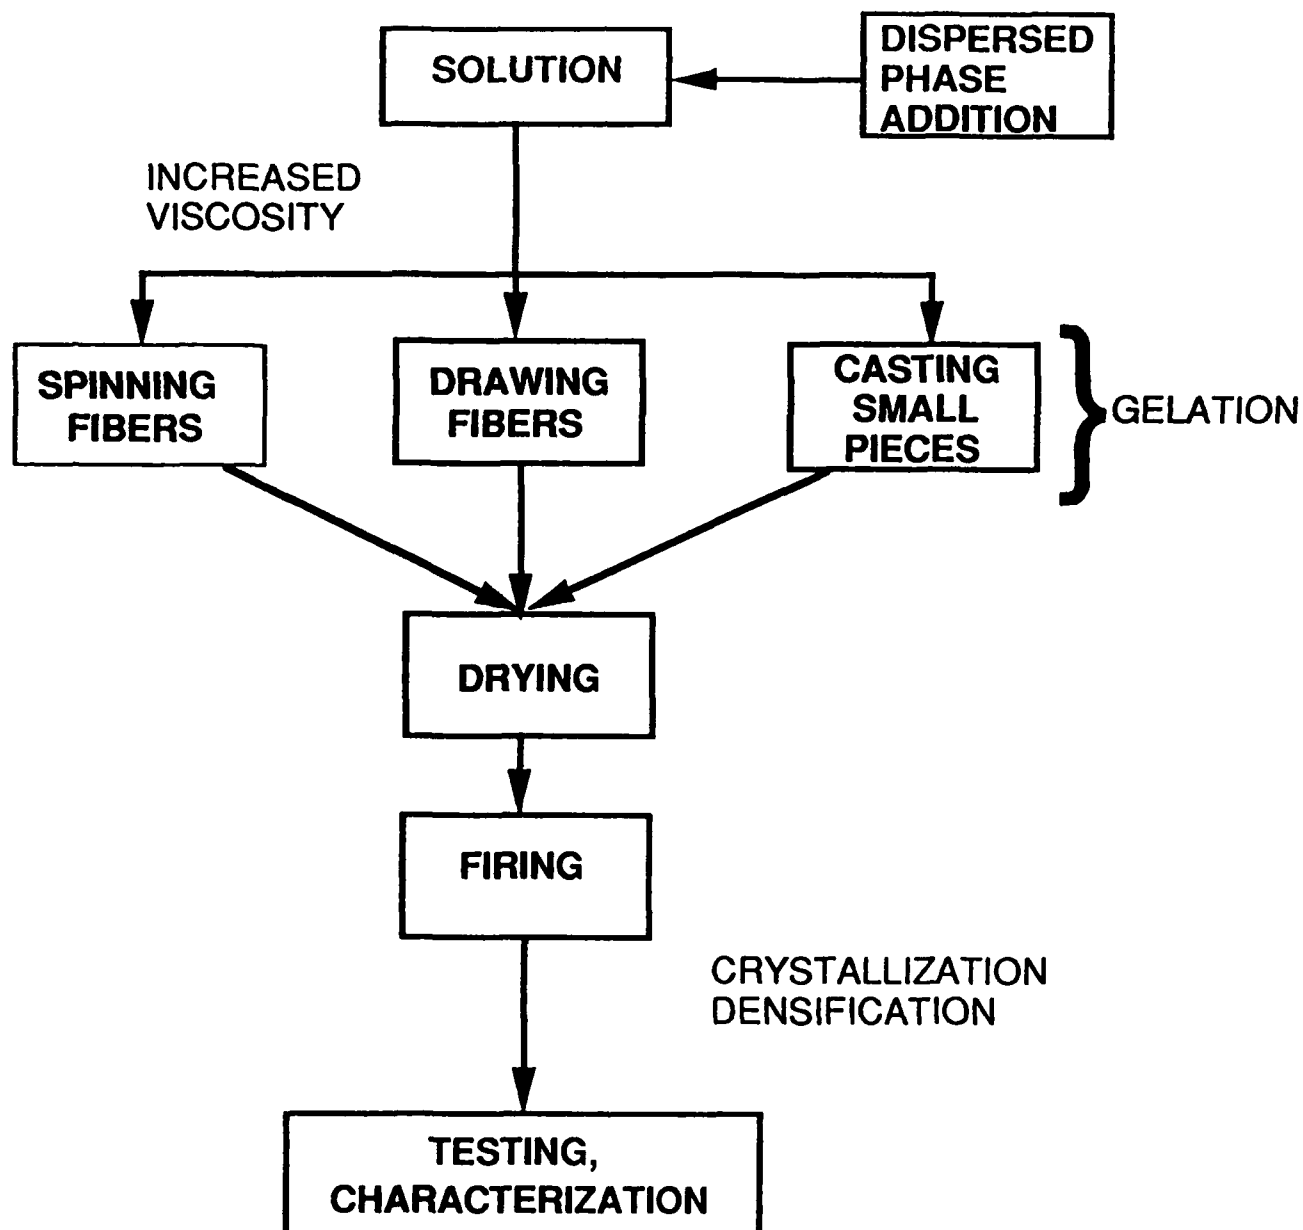 SOLUTION
DISPERSED
PHASE
ADDITION
INCREASED
VISCOSITY
SPINNING
FIBERS
DRAWING
FIBERS
CASTING
SMALL
PIECES
GELATION
DRYING
FIRING
CRYSTALLIZATION
DENSIFICATION
TESTING,
CHARACTERIZATION